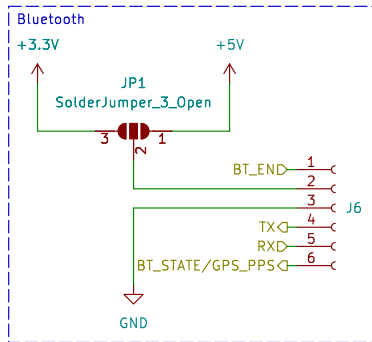 Bluetooth
+3.3V
+5V
JP1
SolderJumper_3_Open
3
2
1
BT_EN
1
2
3
J6
TX
4
RX
5
BT_STATE/GPS_PPS
6
GND